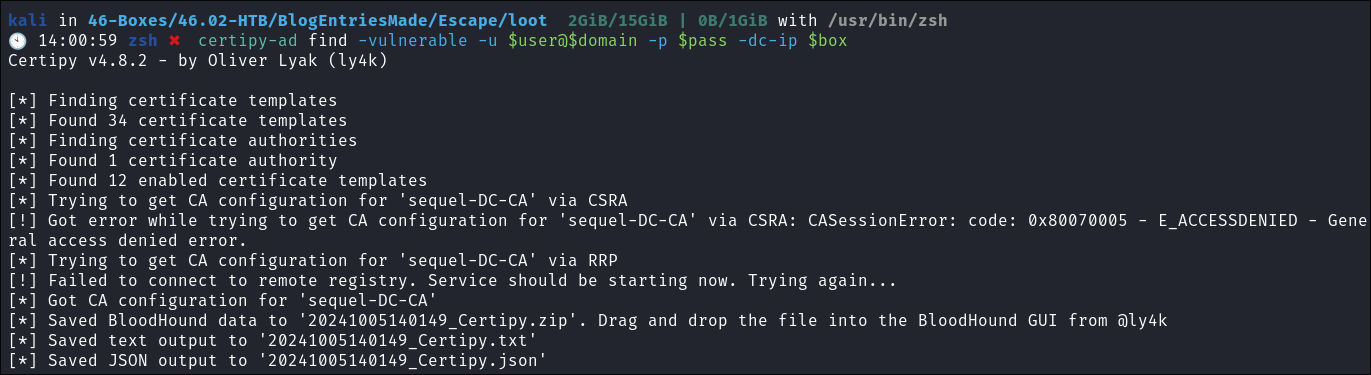 kali in 46-Boxes/46.02-HTB/BlogEntriesMade/Escape/loot 2GiB/15GiB | 0B/1GiB with /usr/bin/zsh
🕙 14:00:59 zsh ✖ certipy-ad find -vulnerable -u $user@$domain -p $pass -dc-ip $box
Certipy v4.8.2 - by Oliver Lyak (ly4k)
[*] Finding certificate templates
[*] Found 34 certificate templates
[*] Finding certificate authorities
[*] Found 1 certificate authority
[*] Found 12 enabled certificate templates
[*] Trying to get CA configuration for 'sequel-DC-CA' via CSRA
[!] Got error while trying to get CA configuration for 'sequel-DC-CA' via CSRA: CASessionError: code: 0x80070005 - E_ACCESSDENIED - Gene
ral access denied error.
[*] Trying to get CA configuration for 'sequel-DC-CA' via RRP
[!] Failed to connect to remote registry. Service should be starting now. Trying again...
[*] Got CA configuration for 'sequel-DC-CA'
[*] Saved BloodHound data to '20241005140149_Certipy.zip'. Drag and drop the file into the BloodHound GUI from @ly4k
[*] Saved text output to '20241005140149_Certipy.txt'
[*] Saved JSON output to '20241005140149_Certipy.json'